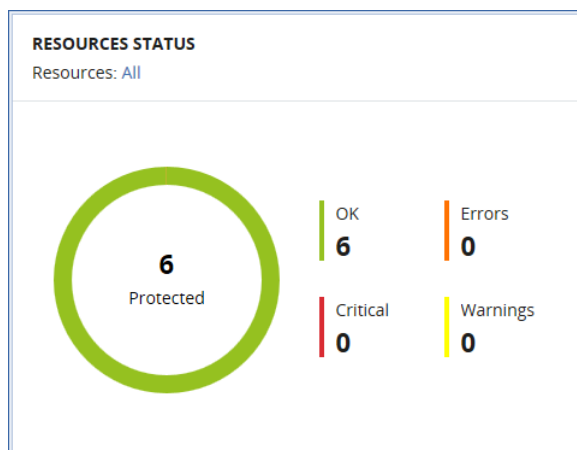 RESOURCES STATUS
Resources: All
6
Protected
OK
6
Errors
0
Critical
0
Warnings
0